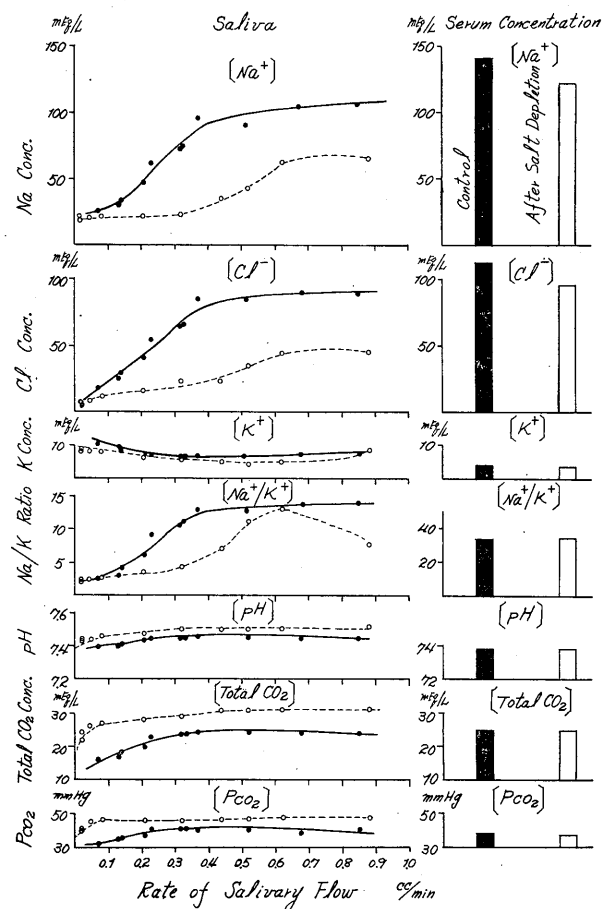 Saliva
Serum Concentration
mEq/L
[Na+]
150
100
50
Na Conc.
mEq/L
[Na+]
150
100
50
Control
After Salt Depletion
mEq/L
[Cl-]
100
50
Cl Conc.
mEq/L
[Cl-]
100
50
mEq/L
[K+]
10
K Conc.
mEq/L
[K+]
10
[Na+/K+]
15
10
5
Na/K Ratio
[Na+/K+]
40
20
[pH]
7.6
7.4
7.2
pH
[pH]
7.4
7.2
mEq/L
[Total CO2]
30
20
10
Total CO2 Conc.
mEq/L
[Total CO2]
30
20
10
mmHg
[Pco2]
50
30
Pco2
mmHg
[Pco2]
50
30
0.1 0.2 0.3 0.4 0.5 0.6 0.7 0.8 0.9 1.0
Rate of Salivary Flow cc/min